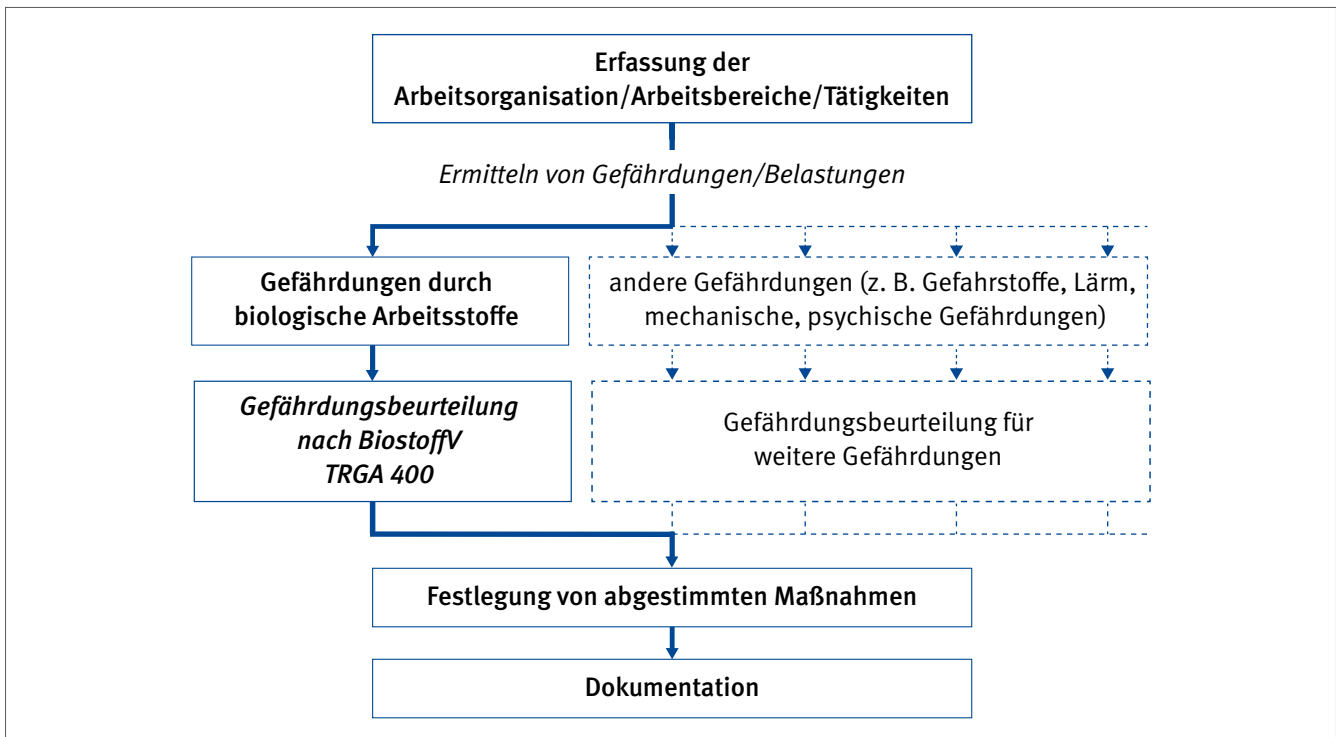 Erfassung der
Arbeitsorganisation/Arbeitsbereiche/Tätigkeiten
Ermitteln von Gefährdungen/Belastungen
Gefährdungen durch
biologische Arbeitsstoffe
andere Gefährdungen (z. B. Gefahrstoffe, Lärm,
mechanische, psychische Gefährdungen)
Gefährdungsbeurteilung
nach BiostoffV
TRGA 400
Gefährdungsbeurteilung für
weitere Gefährdungen
Festlegung von abgestimmten Maßnahmen
Dokumentation